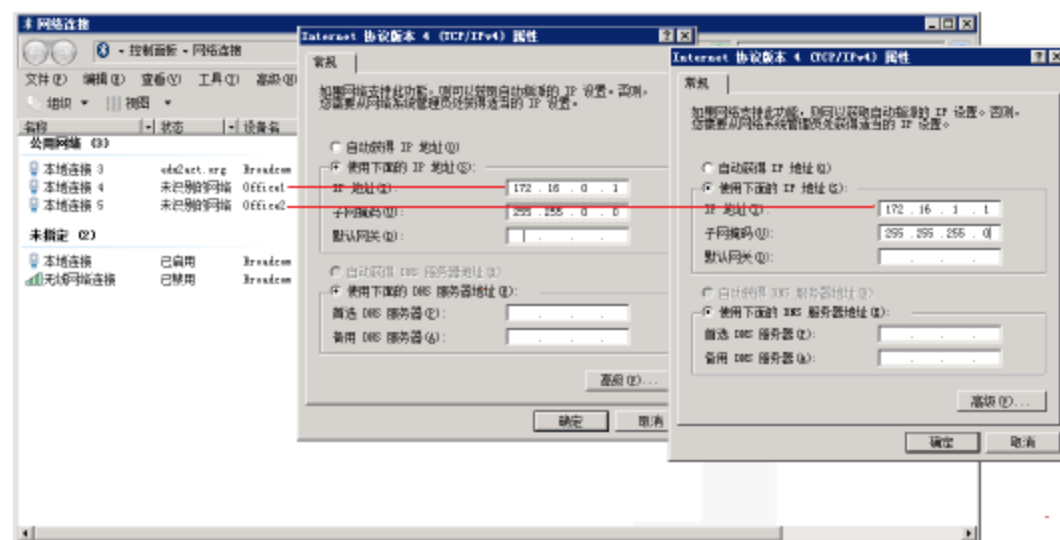 网络连接
控制面板 - 网络连接
文件(F) 编辑(E) 查看(V) 工具(T) 高级(N)
组织 视图
名称 状态 设备名
公用网络 (3)
本地连接 3
本地连接 4 未识别的网络 Office1
本地连接 5 未识别的网络 Office2
未指定 (2)
本地连接 已启用 Broadcom
无线网络连接 已禁用 Broadcom
Internet 协议版本 4 (TCP/IPv4) 属性
常规
如果网络支持此功能,则可以获取自动指派的 IP 设置。否则,
您需要从网络系统管理员处获得适当的 IP 设置。
自动获得 IP 地址(O)
使用下面的 IP 地址(S):
IP 地址(I): 172 . 16 . 0 . 1
子网掩码(U): 255 .255 . 0 . 0
默认网关(D):
自动获得 DNS 服务器地址(B)
使用下面的 DNS 服务器地址(E):
首选 DNS 服务器(P):
备用 DNS 服务器(A):
高级(V)...
确定 取消
Internet 协议版本 4 (TCP/IPv4) 属性
常规
如果网络支持此功能,则可以获取自动指派的 IP 设置。否则,
您需要从网络系统管理员处获得适当的 IP 设置。
自动获得 IP 地址(O)
使用下面的 IP 地址(S):
IP 地址(I): 172 . 16 . 1 . 1
子网掩码(U): 255 . 255 . 255 . 0
默认网关(D):
自动获得 DNS 服务器地址(B)
使用下面的 DNS 服务器地址(E):
首选 DNS 服务器(P):
备用 DNS 服务器(A):
高级(V)...
确定 取消